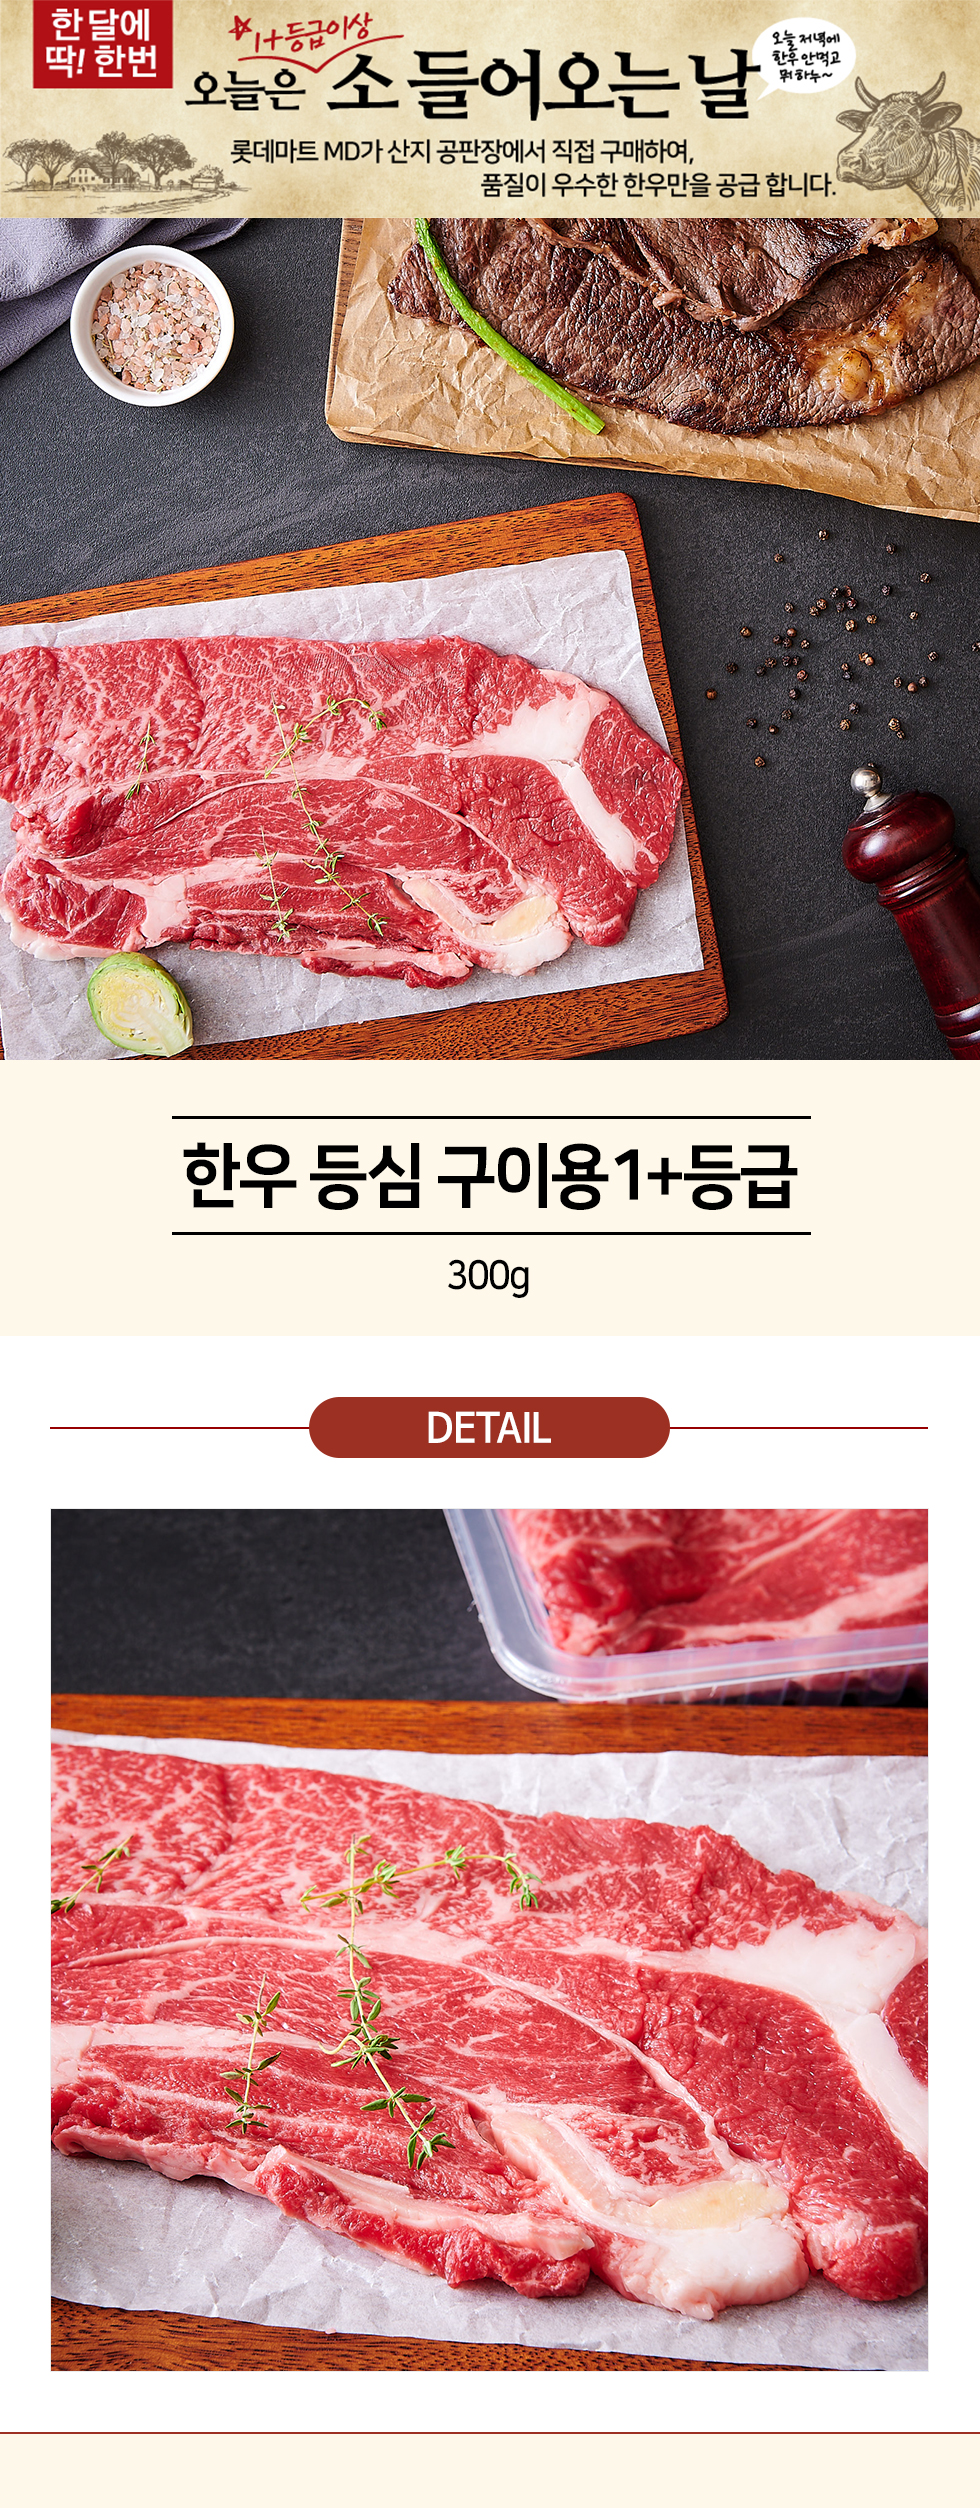 한 달에
딱! 한번
1+등급이상
오늘은 소 들어오는 날
오늘 저녁에
한우 안먹고
뭐 하누~
롯데마트 MD가 산지 공판장에서 직접 구매하여,
품질이 우수한 한우만을 공급 합니다.
한우 등심 구이용1+등급
300g
DETAIL